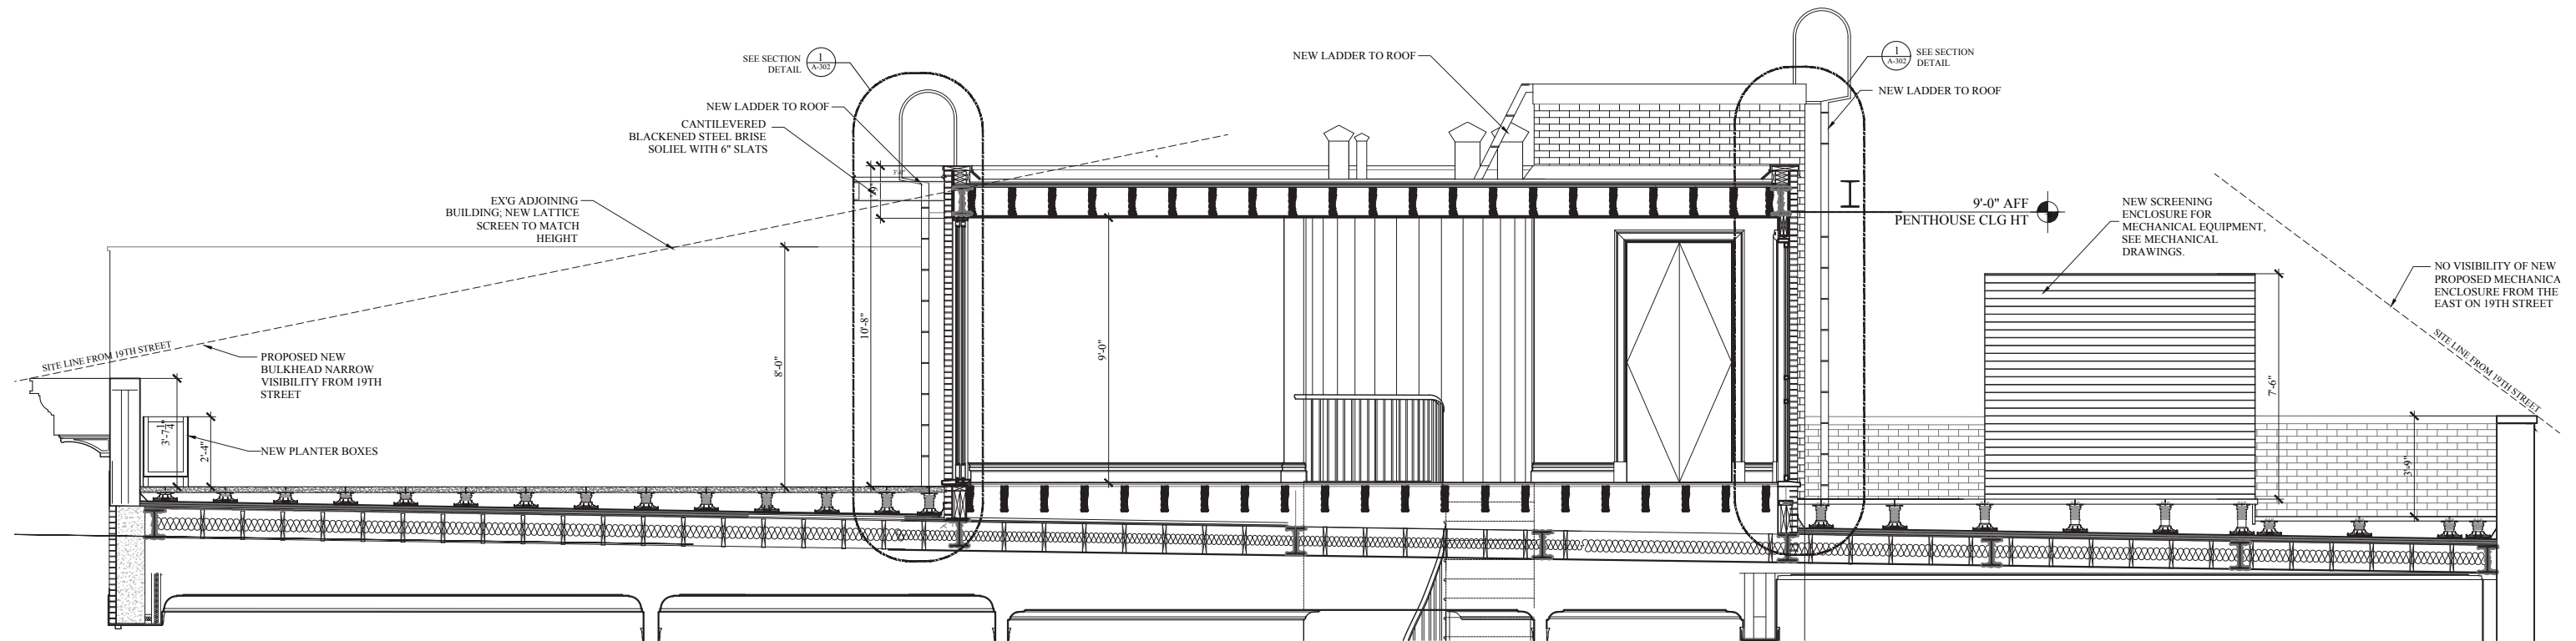 SEE SECTION
DETAIL
1
A-302
NEW LADDER TO ROOF
CANTILEVERED
BLACKENED STEEL BRISE
SOLIEL WITH 6" SLATS
EX'G ADJOINING
BUILDING; NEW LATTICE
SCREEN TO MATCH
HEIGHT
SITE LINE FROM 19TH STREET
PROPOSED NEW
BULKHEAD NARROW
VISIBILITY FROM 19TH
STREET
NEW PLANTER BOXES
3'-7 1/4"
2'-4"
8'-0"
10'-8"
9'-0"
NEW LADDER TO ROOF
1
A-302
SEE SECTION
DETAIL
NEW LADDER TO ROOF
9'-0" AFF
PENTHOUSE CLG HT
NEW SCREENING
ENCLOSURE FOR
MECHANICAL EQUIPMENT,
SEE MECHANICAL
DRAWINGS.
NO VISIBILITY OF NEW
PROPOSED MECHANICA
ENCLOSURE FROM THE
EAST ON 19TH STREET
SITE LINE FROM 19TH STREET
7'-6"
3'-9"